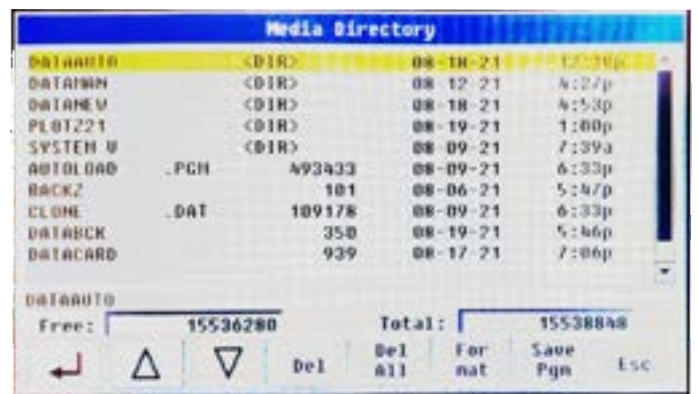 Media Directory
DATAAUTO <DIR> 08-18-21
DATAMAN <DIR> 08-12-21 4:27p
DATANEW <DIR> 08-18-21 4:53p
PLOTZ21 <DIR> 08-19-21 1:00p
SYSTEM V <DIR> 08-09-21 7:39a
AUTOLOAD .PGM 493433 08-09-21 6:33p
BACKZ 101 08-06-21 5:47p
CLONE .DAT 109178 08-09-21 6:33p
DATABCK 350 08-19-21 5:46p
DATACARD 939 08-17-21 7:06p
DATAAUTO
Free: 15536280 Total: 15538848
Del Del All For mat Save Pgm Esc